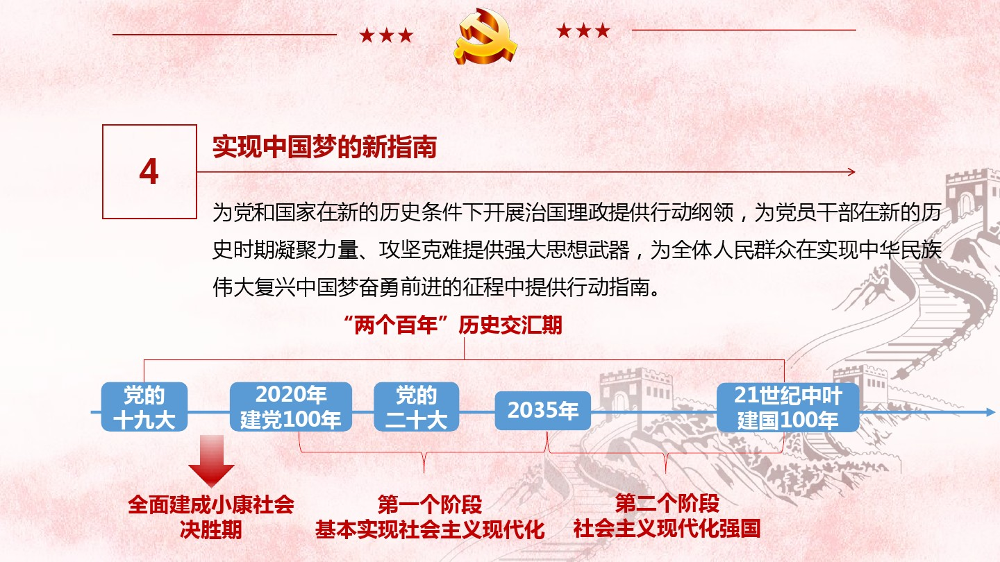 4
实现中国梦的新指南
为党和国家在新的历史条件下开展治国理政提供行动纲领，为党员干部在新的历
史时期凝聚力量、攻坚克难提供强大思想武器，为全体人民群众在实现中华民族
伟大复兴中国梦奋勇前进的征程中提供行动指南。
“两个百年”历史交汇期
党的
十九大
2020年
建党100年
党的
二十大
2035年
21世纪中叶
建国100年
全面建成小康社会
决胜期
第一个阶段
基本实现社会主义现代化
第二个阶段
社会主义现代化强国